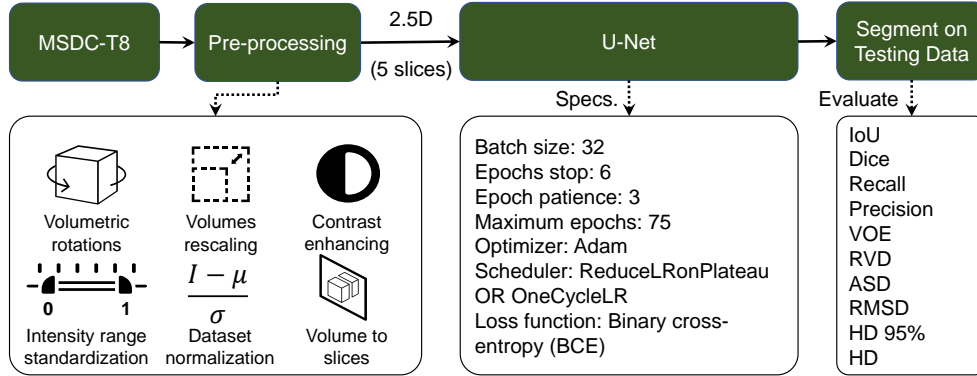 MSDC-T8
Pre-processing
2.5D
(5 slices)
U-Net
Segment on
Testing Data
Specs.
Evaluate
Volumetric
rotations
Volumes
rescaling
Contrast
enhancing
0 1
Intensity range
standardization
I − μ
σ
Dataset
normalization
Volume to
slices
Batch size: 32
Epochs stop: 6
Epoch patience: 3
Maximum epochs: 75
Optimizer: Adam
Scheduler: ReduceLRonPlateau
OR OneCycleLR
Loss function: Binary cross-
entropy (BCE)
IoU
Dice
Recall
Precision
VOE
RVD
ASD
RMSD
HD 95%
HD